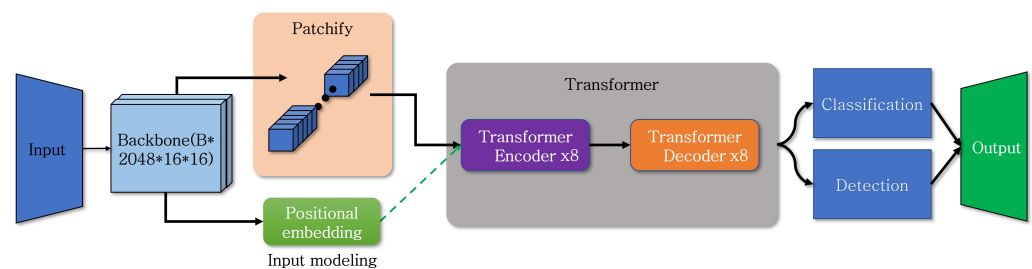 Patchify
Input
Backbone(B*
2048*16*16)
Positional
embedding
Input modeling
Transformer
Transformer
Encoder x8
Transformer
Decoder x8
Classification
Detection
Output